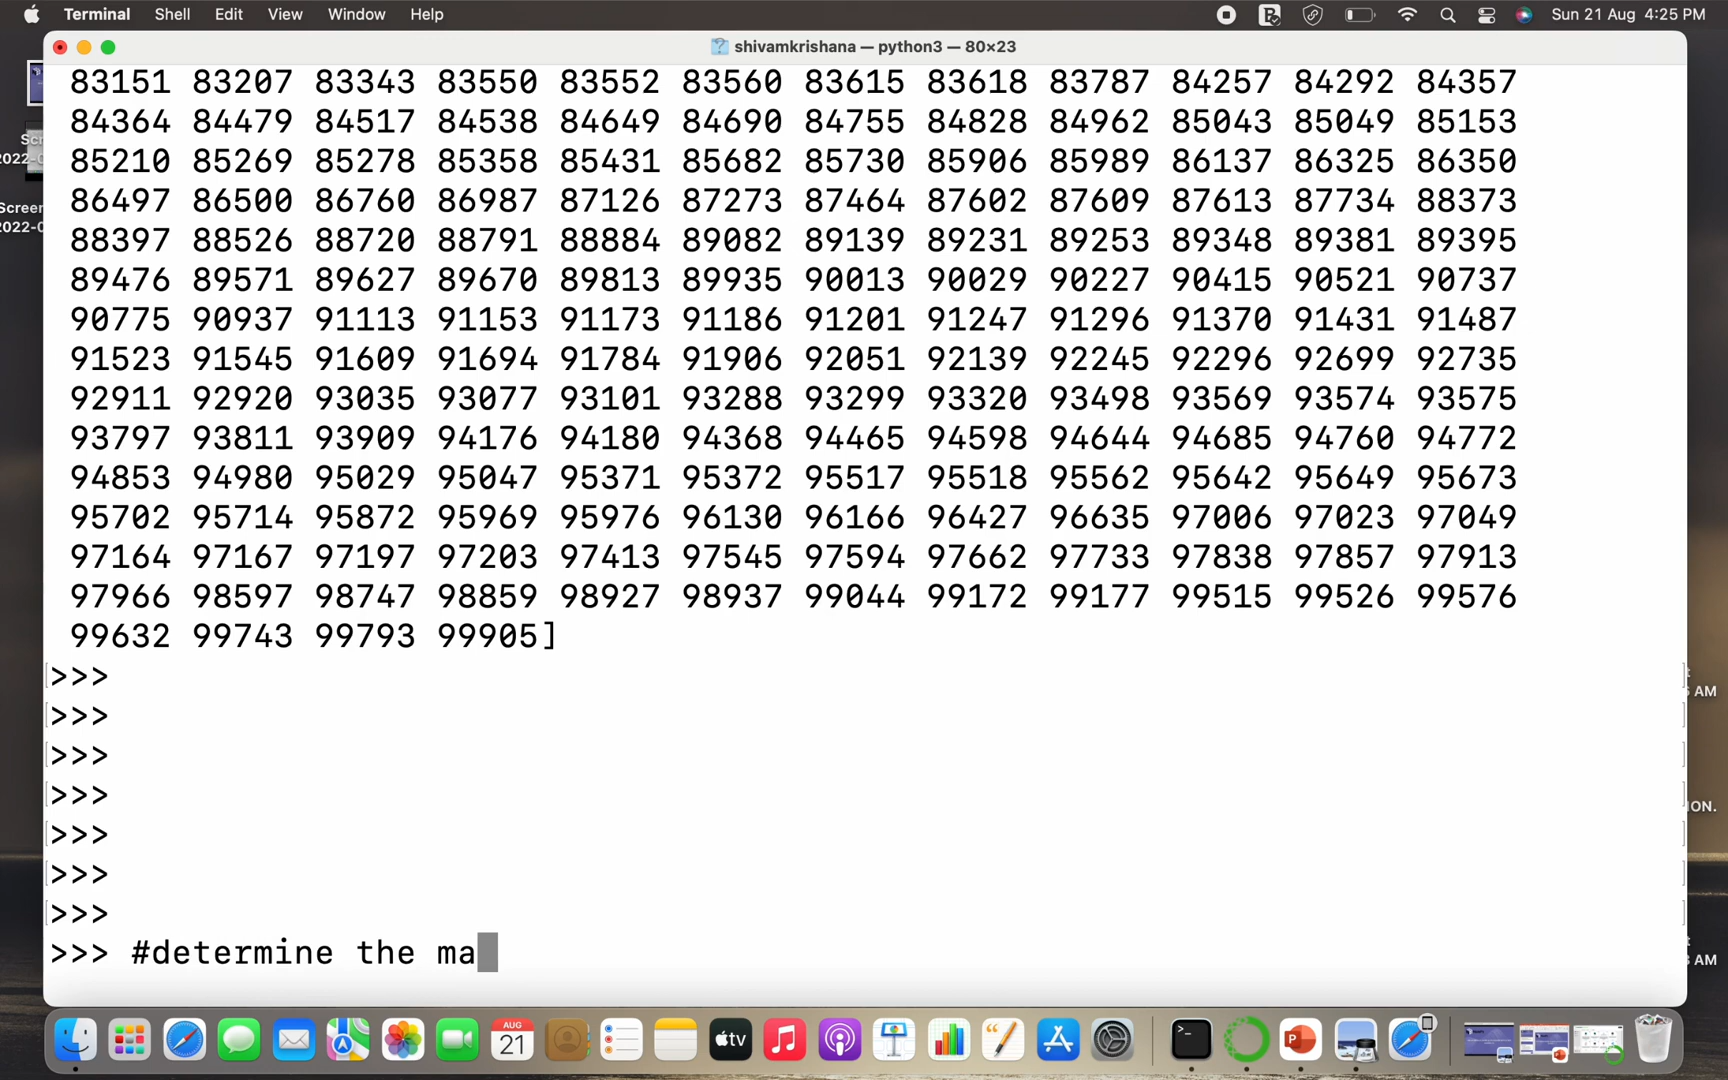 Terminal Shell Edit View Window Help Sun 21 Aug 4:25 PM
shivamkrishana — python3 — 80×23
83151 83207 83343 83550 83552 83560 83615 83618 83787 84257 84292 84357
84364 84479 84517 84538 84649 84690 84755 84828 84962 85043 85049 85153
85210 85269 85278 85358 85431 85682 85730 85906 85989 86137 86325 86350
86497 86500 86760 86987 87126 87273 87464 87602 87609 87613 87734 88373
88397 88526 88720 88791 88884 89082 89139 89231 89253 89348 89381 89395
89476 89571 89627 89670 89813 89935 90013 90029 90227 90415 90521 90737
90775 90937 91113 91153 91173 91186 91201 91247 91296 91370 91431 91487
91523 91545 91609 91694 91784 91906 92051 92139 92245 92296 92699 92735
92911 92920 93035 93077 93101 93288 93299 93320 93498 93569 93574 93575
93797 93811 93909 94176 94180 94368 94465 94598 94644 94685 94760 94772
94853 94980 95029 95047 95371 95372 95517 95518 95562 95642 95649 95673
95702 95714 95872 95969 95976 96130 96166 96427 96635 97006 97023 97049
97164 97167 97197 97203 97413 97545 97594 97662 97733 97838 97857 97913
97966 98597 98747 98859 98927 98937 99044 99172 99177 99515 99526 99576
99632 99743 99793 99905]
>>>
>>>
>>>
>>>
>>>
>>>
>>>
>>> #determine the ma
AM
ION.
AM
AUG
21
tv